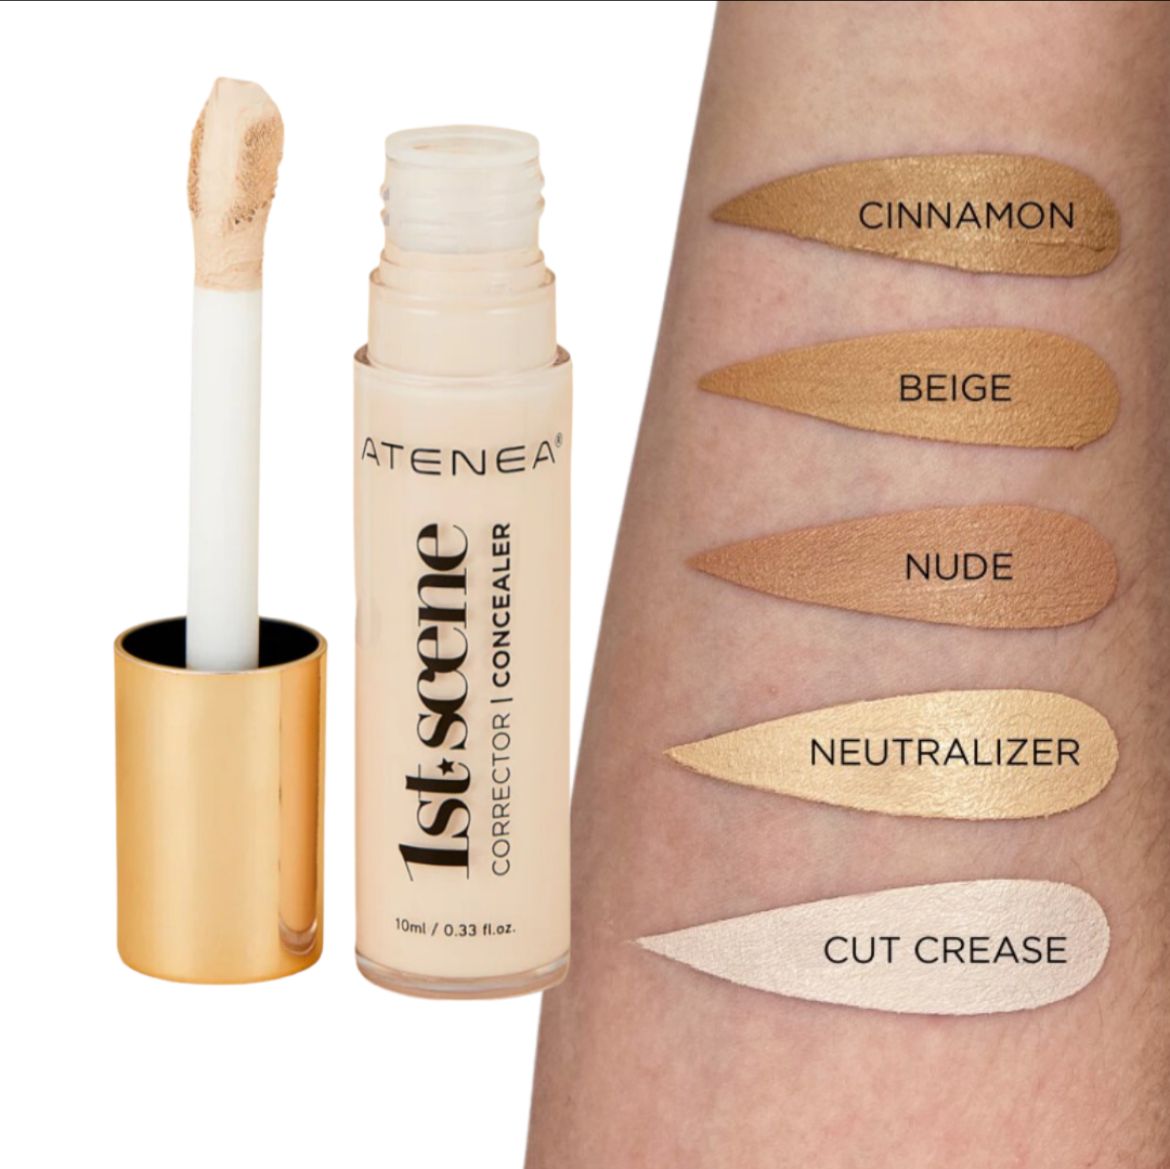 ATENEA®
1st scene
CORRECTOR | CONCEALER
10ml / 0.33 fl.oz.
CINNAMON
BEIGE
NUDE
NEUTRALIZER
CUT CREASE